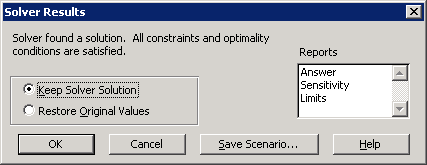 Solver Results
Solver found a solution.  All constraints and optimality
conditions are satisfied.
Reports
Answer
Sensitivity
Limits
Keep Solver Solution
Restore Original Values
OK
Cancel
Save Scenario...
Help